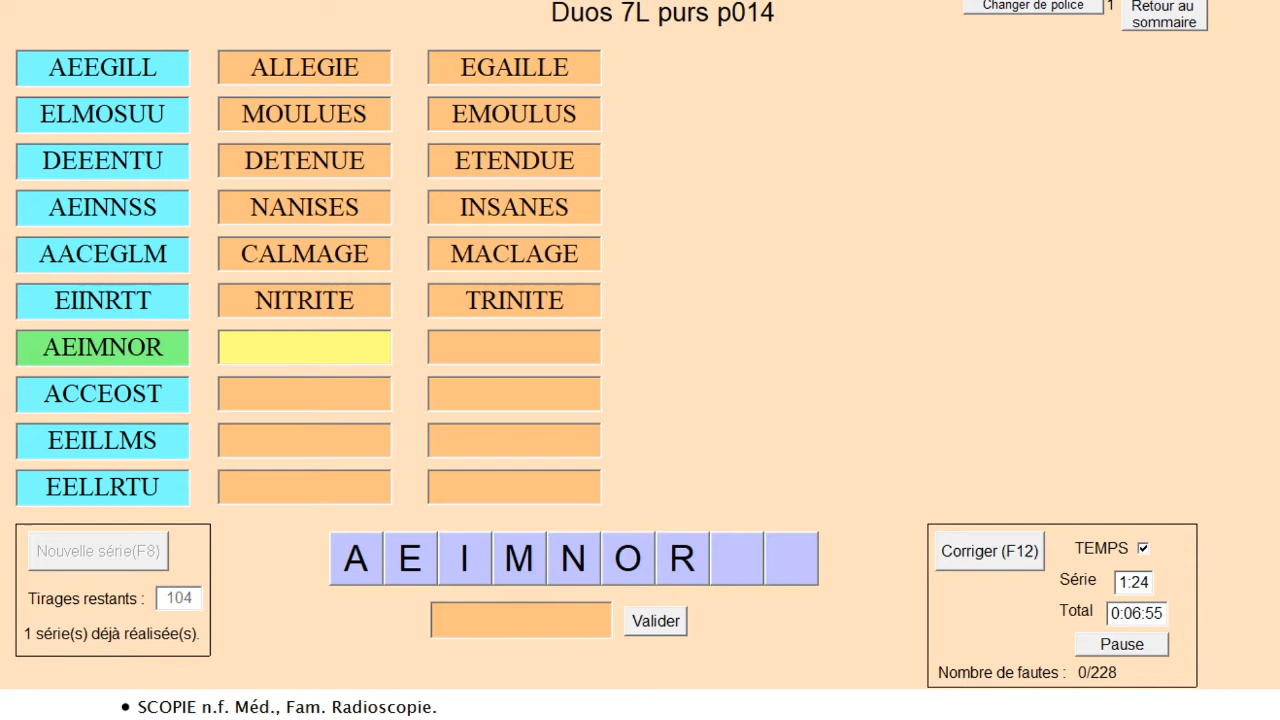 Duos 7L purs p014
Changer de police 1 Retour au sommaire
AEEGILL ALLEGIE EGAILLE
ELMOSUU MOULUES EMOULUS
DEEENTU DETENUE ETENDUE
AEINNSS NANISES INSANES
AACEGLM CALMAGE MACLAGE
EIINRTT NITRITE TRINITE
AEIMNOR
ACCEOST
EEILLMS
EELLRTU
Nouvelle série(F8)
Tirages restants : 104
1 série(s) déjà réalisée(s).
A E I M N O R
Valider
Corriger (F12) TEMPS
Série 1:24
Total 0:06:55
Pause
Nombre de fautes : 0/228
• SCOPIE n.f. Méd., Fam. Radioscopie.